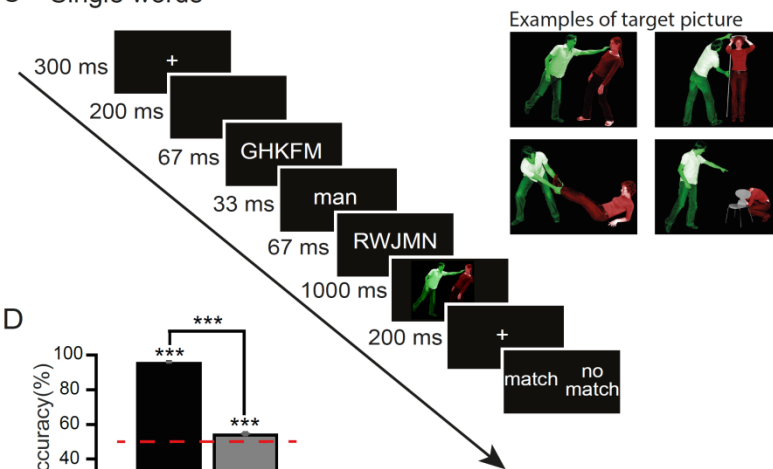 Single words
Examples of target picture
300 ms
+
200 ms
67 ms
GHKFM
33 ms
man
67 ms
RWJMN
1000 ms
200 ms
+
match
no
match
D
***
***
***
100
80
60
40